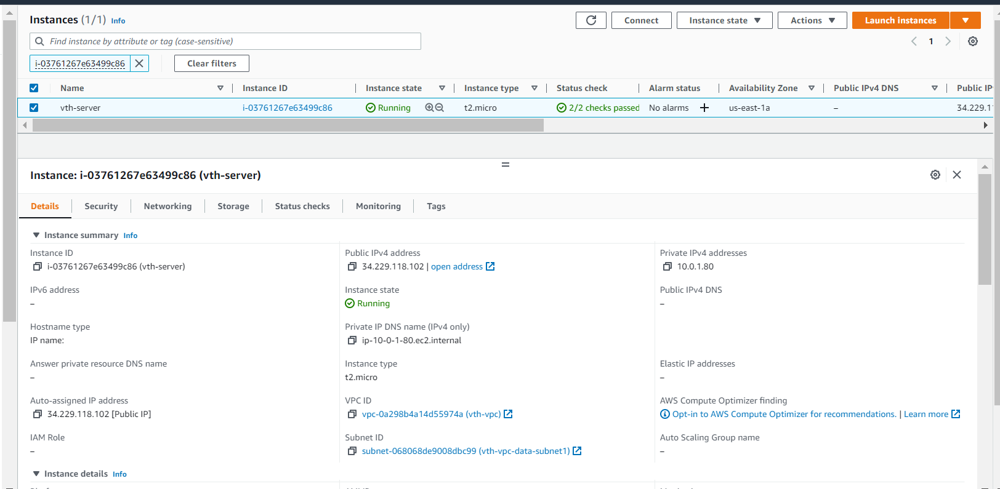 Instances (1/1) Info
Connect
Instance state
Actions
Launch instances
Find instance by attribute or tag (case-sensitive)
1
i-03761267e63499c86
Clear filters
Name Instance ID Instance state Instance type Status check Alarm status Availability Zone Public IPv4 DNS Public IP
vth-server i-03761267e63499c86 Running t2.micro 2/2 checks passed No alarms + us-east-1a – 34.229.1
Instance: i-03761267e63499c86 (vth-server)
Details Security Networking Storage Status checks Monitoring Tags
Instance summary Info
Instance ID
i-03761267e63499c86 (vth-server)
Public IPv4 address
34.229.118.102 | open address
Private IPv4 addresses
10.0.1.80
IPv6 address
–
Instance state
Running
Public IPv4 DNS
–
Hostname type
IP name:
Private IP DNS name (IPv4 only)
ip-10-0-1-80.ec2.internal
Answer private resource DNS name
–
Instance type
t2.micro
Elastic IP addresses
–
Auto-assigned IP address
34.229.118.102 [Public IP]
VPC ID
vpc-0a298b4a14d55974a (vth-vpc)
AWS Compute Optimizer finding
Opt-in to AWS Compute Optimizer for recommendations. | Learn more
IAM Role
–
Subnet ID
subnet-068068de9008dbc99 (vth-vpc-data-subnet1)
Auto Scaling Group name
–
Instance details Info